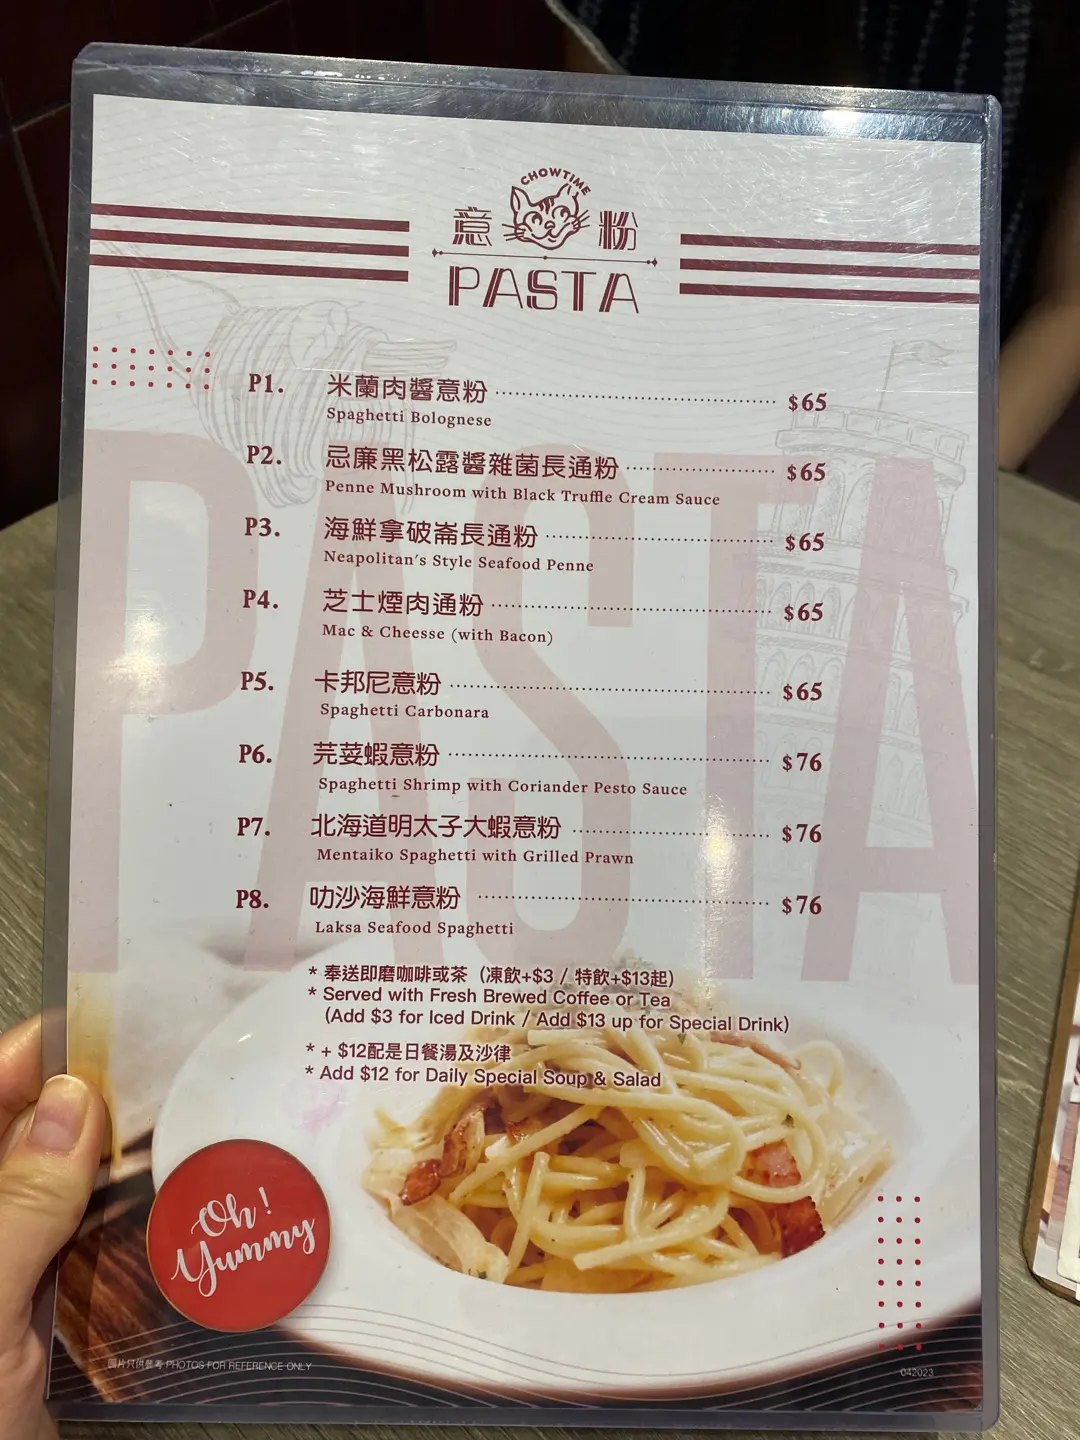 CHOWTIME
意粉
PASTA
P1. 米蘭肉醬意粉 $65
Spaghetti Bolognese
P2. 忌廉黑松露醬雜菌長通粉 $65
Penne Mushroom with Black Truffle Cream Sauce
P3. 海鮮拿破崙長通粉 $65
Neapolitan's Style Seafood Penne
P4. 芝士煙肉通粉 $65
Mac & Cheesse (with Bacon)
P5. 卡邦尼意粉 $65
Spaghetti Carbonara
P6. 芫荽蝦意粉 $76
Spaghetti Shrimp with Coriander Pesto Sauce
P7. 北海道明太子大蝦意粉 $76
Mentaiko Spaghetti with Grilled Prawn
P8. 叻沙海鮮意粉 $76
Laksa Seafood Spaghetti
* 奉送即磨咖啡或茶（凍飲+$3 / 特飲+$13起）
* Served with Fresh Brewed Coffee or Tea
(Add $3 for Iced Drink / Add $13 up for Special Drink)
* + $12配是日餐湯及沙律
* Add $12 for Daily Special Soup & Salad
PASTA
Oh!
Yummy
圖片只供參考 PHOTOS FOR REFERENCE ONLY
042023